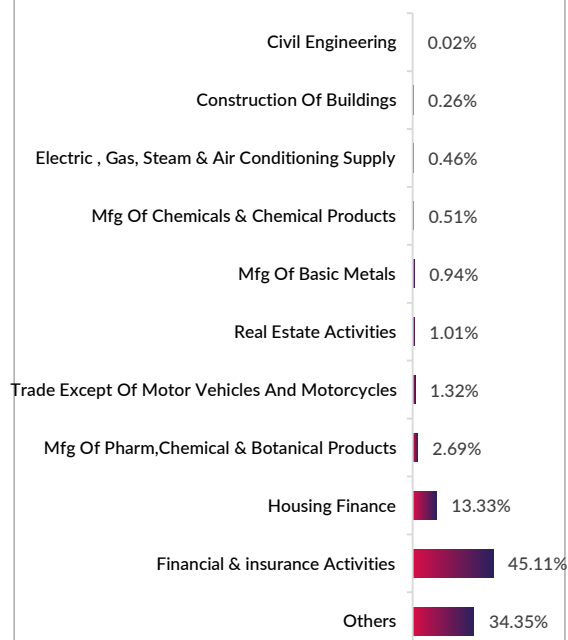 Civil Engineering 0.02%
Construction Of Buildings 0.26%
Electric , Gas, Steam & Air Conditioning Supply 0.46%
Mfg Of Chemicals & Chemical Products 0.51%
Mfg Of Basic Metals 0.94%
Real Estate Activities 1.01%
Trade Except Of Motor Vehicles And Motorcycles 1.32%
Mfg Of Pharm,Chemical & Botanical Products 2.69%
Housing Finance 13.33%
Financial & insurance Activities 45.11%
Others 34.35%